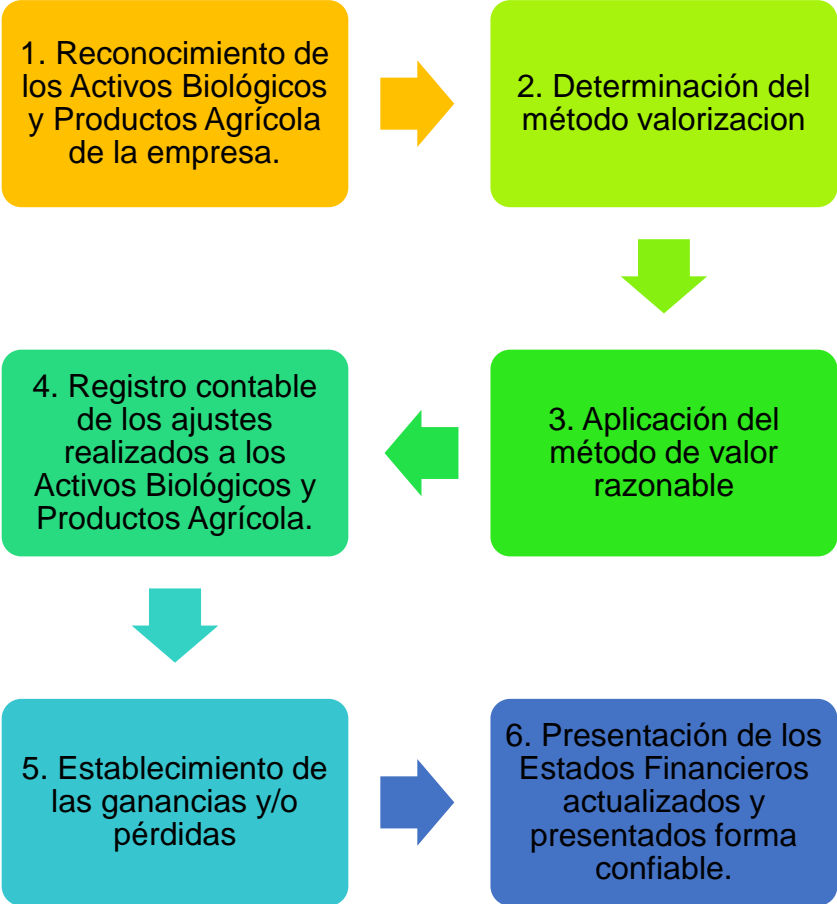 1. Reconocimiento de
los Activos Biológicos
y Productos Agrícola
de la empresa.
2. Determinación del
método valorizacion
3. Aplicación del
método de valor
razonable
4. Registro contable
de los ajustes
realizados a los
Activos Biológicos y
Productos Agrícola.
5. Establecimiento de
las ganancias y/o
pérdidas
6. Presentación de los
Estados Financieros
actualizados y
presentados forma
confiable.